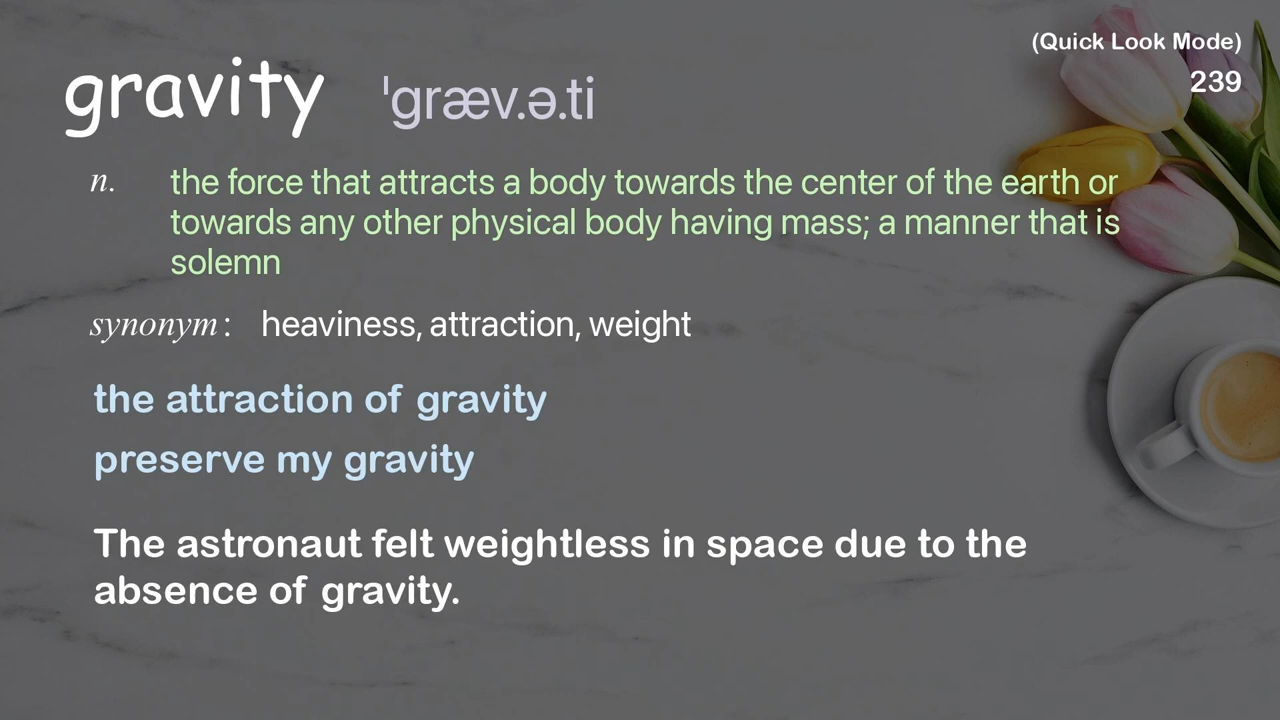 (Quick Look Mode)
gravity ˈɡræv.ə.ti
239
n. the force that attracts a body towards the center of the earth or
towards any other physical body having mass; a manner that is
solemn
synonym: heaviness, attraction, weight
the attraction of gravity
preserve my gravity
The astronaut felt weightless in space due to the
absence of gravity.